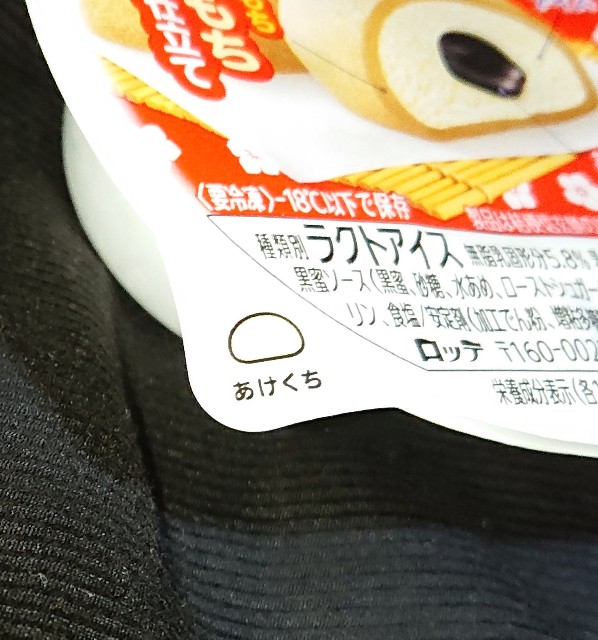 もち
仕立て
〈要冷凍〉-18℃以下で保存
種類別 ラクトアイス 無脂乳固形分5.8%
黒蜜ソース(黒蜜、砂糖、水あめ、ローストシュガー
リン、食塩/安定剤(加工でん粉、増粘多糖
ロッテ 〒160-002
あけくち
栄養成分表示(各